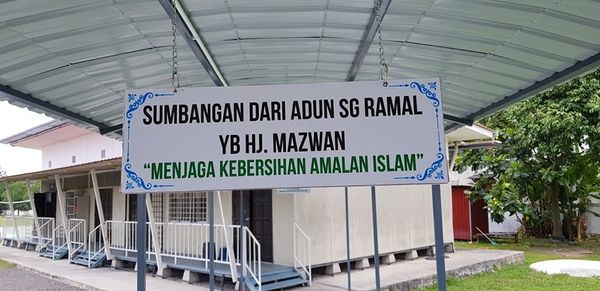 SUMBANGAN DARI ADUN SG RAMAL
YB HJ. MAZWAN
“MENJAGA KEBERSIHAN AMALAN ISLAM”